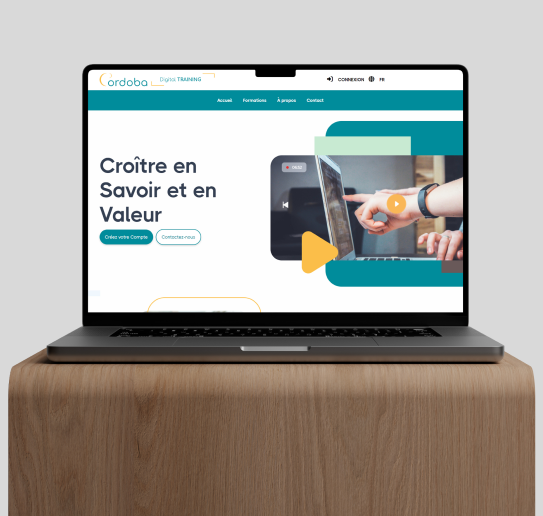 Cordoba Digital TRAINING
CONNEXION FR
Accueil Formations À propos Contact
Croître en
Savoir et en
Valeur
Créez votre Compte Contactez-nous